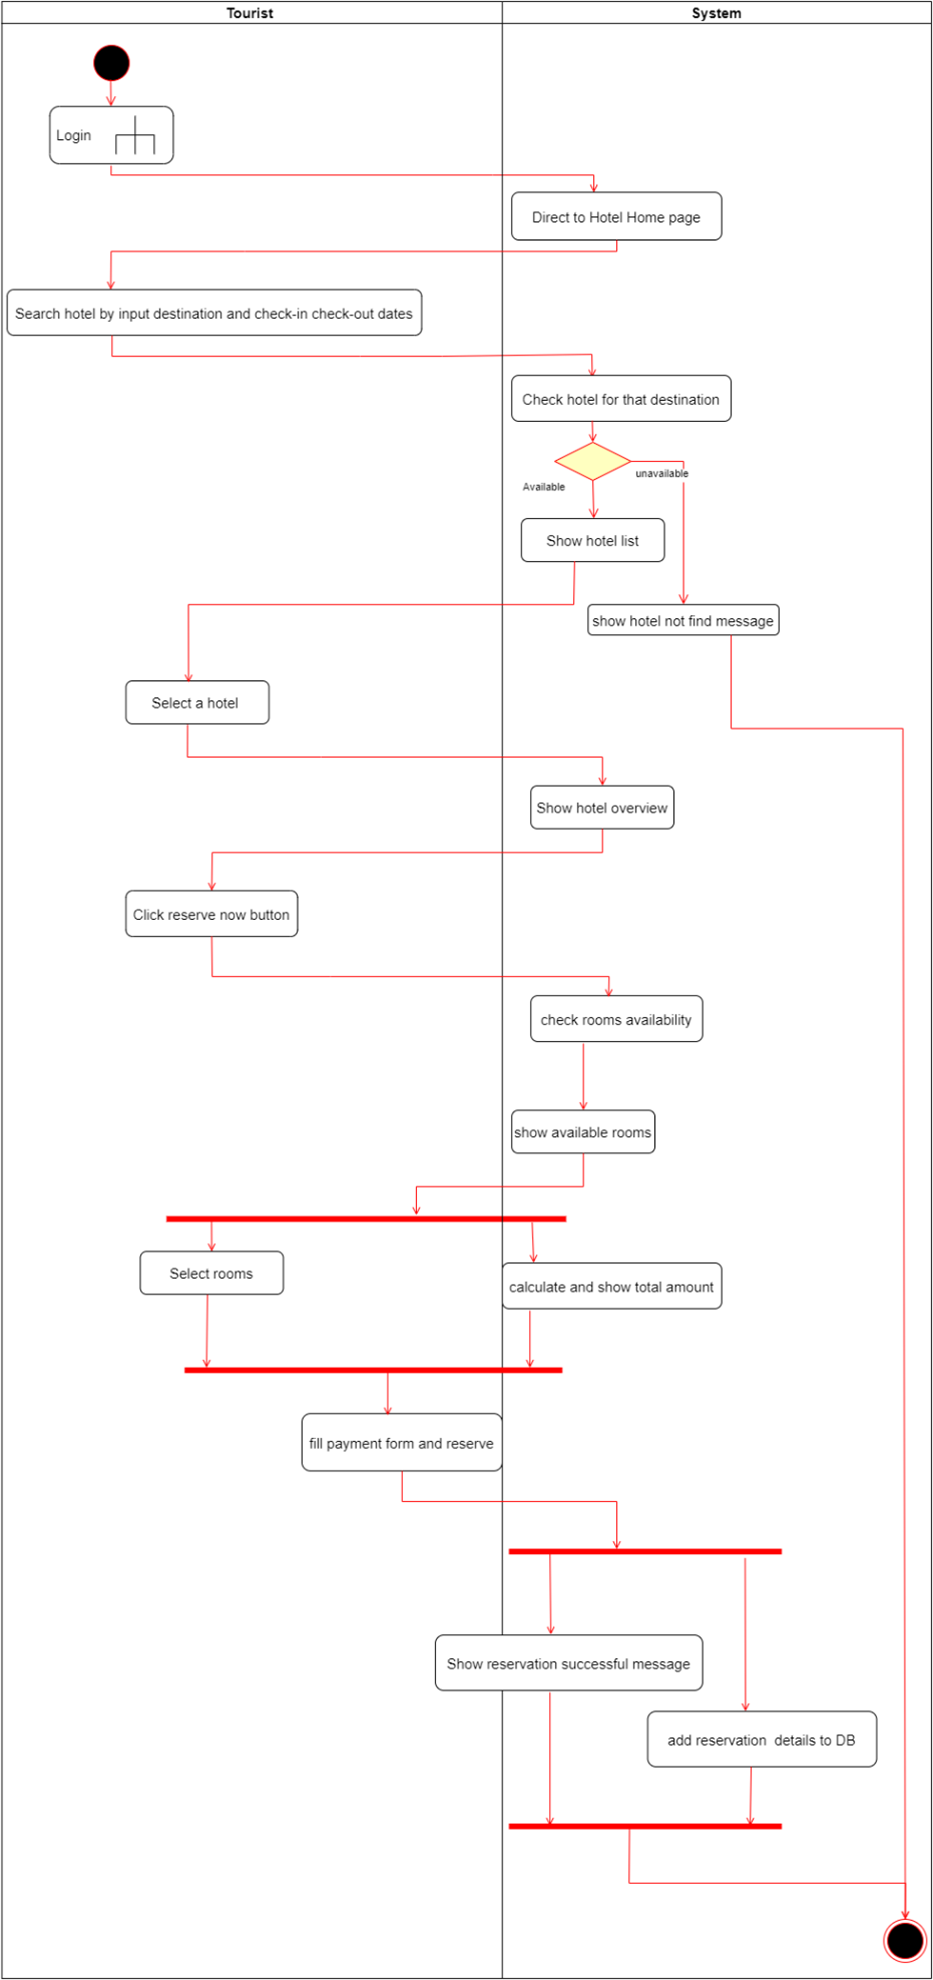 Tourist
System
Login
Direct to Hotel Home page
Search hotel by input destination and check-in check-out dates
Check hotel for that destination
unavailable
Available
Show hotel list
show hotel not find message
Select a hotel
Show hotel overview
Click reserve now button
check rooms availability
show available rooms
Select rooms
calculate and show total amount
fill payment form and reserve
Show reservation successful message
add reservation  details to DB